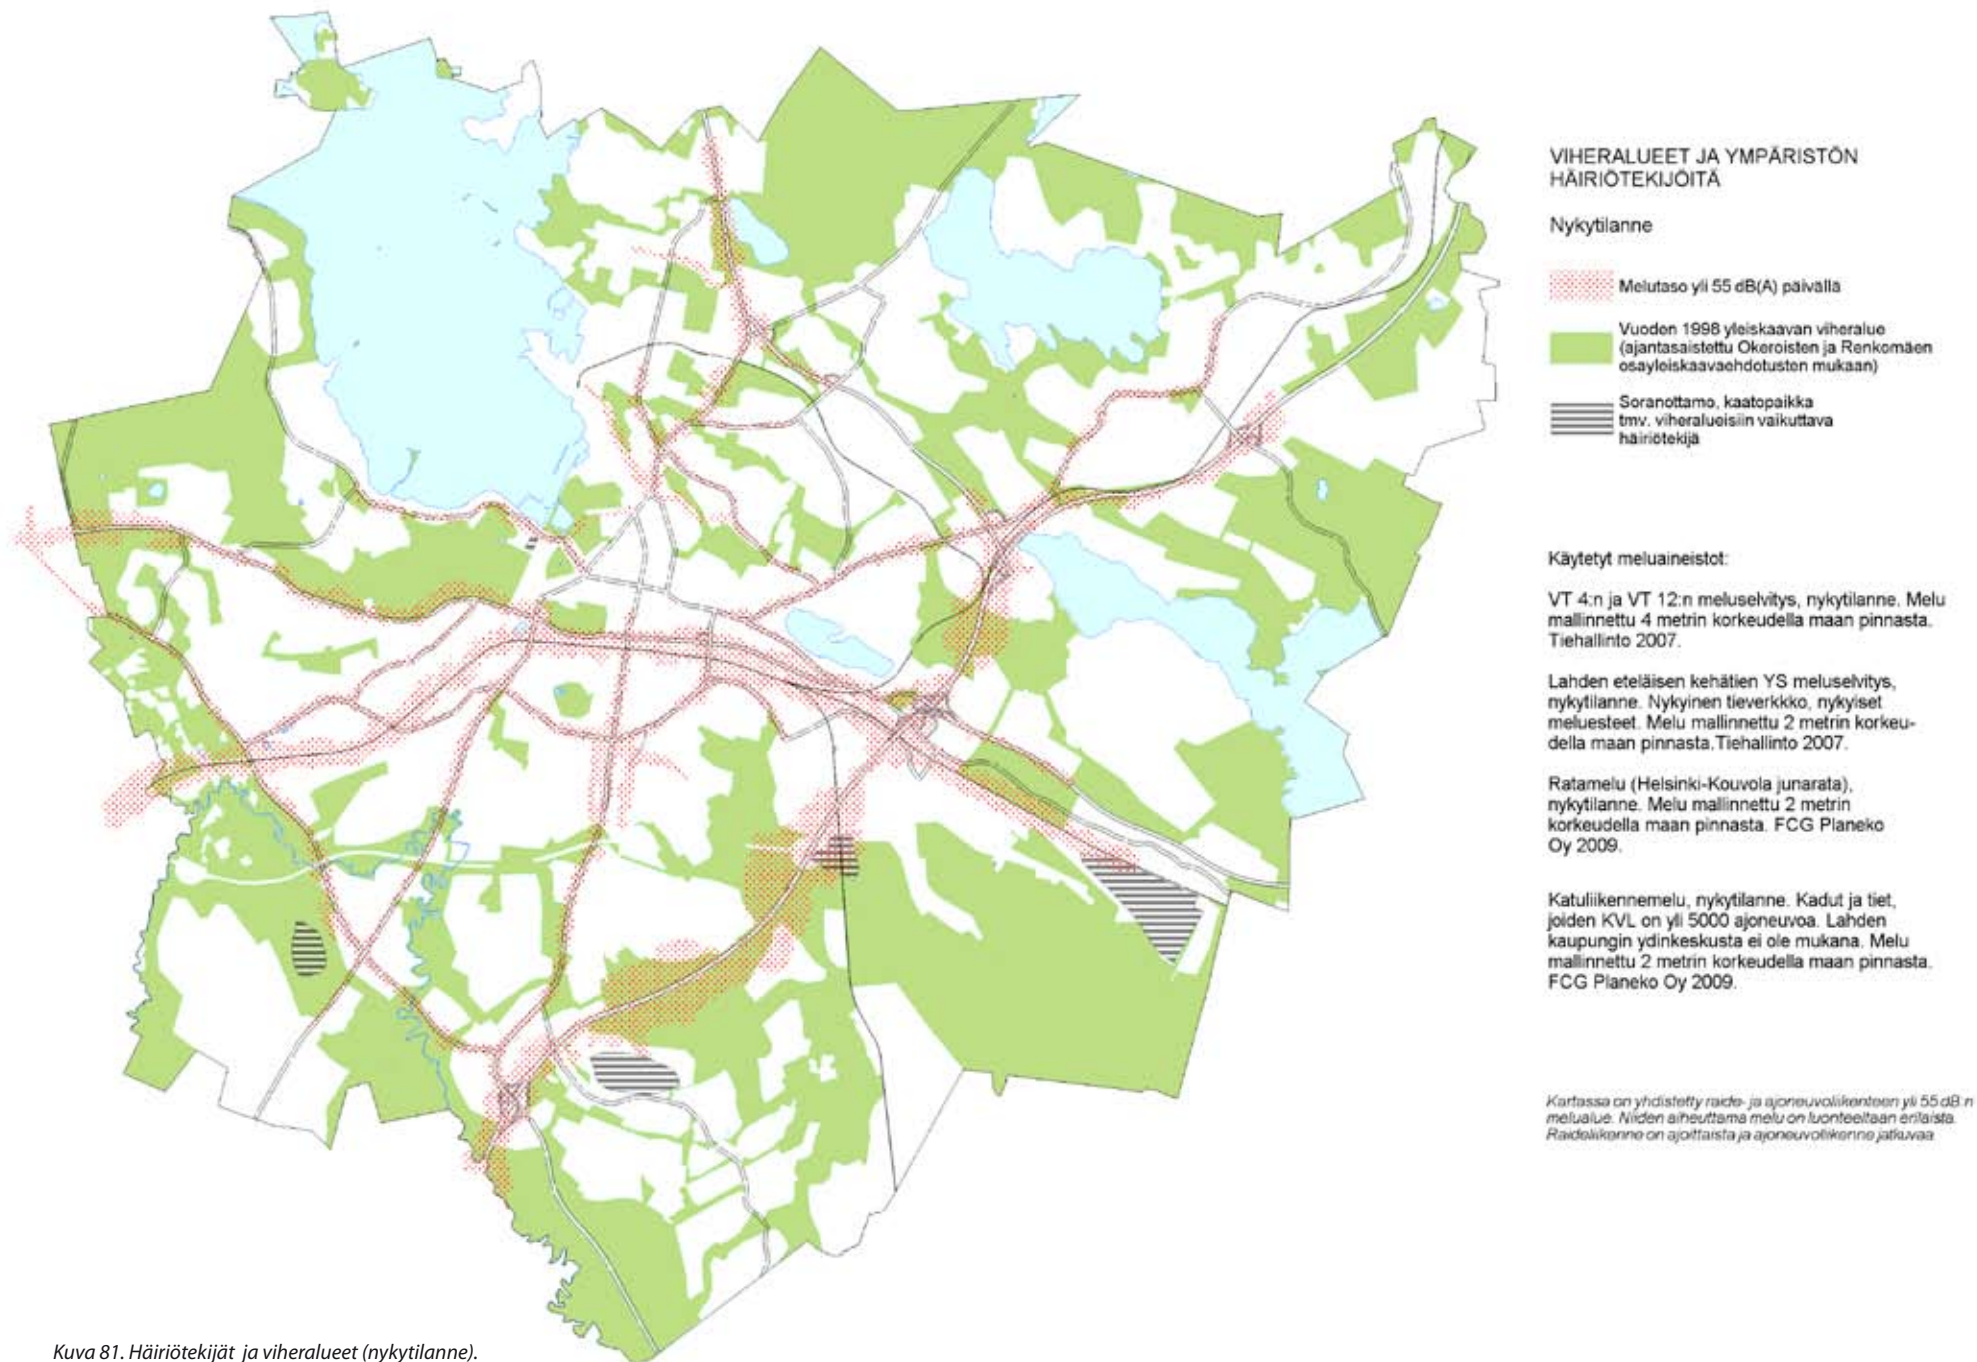 VIHERALUEET JA YMPÄRISTÖN
HÄIRIÖTEKIJÖITÄ
Nykytilanne
Melutaso yli 55 dB(A) päivällä
Vuoden 1998 yleiskaavan viheralue
(ajantasaistettu Okeroisten ja Renkomäen
osayleiskaavaehdotusten mukaan)
Soranottamo, kaatopaikka
tmv. viheralueisiin vaikuttava
häiriötekijä
Käytetyt meluaineistot:
VT 4:n ja VT 12:n meluselvitys, nykytilanne. Melu
mallinnettu 4 metrin korkeudella maan pinnasta.
Tiehallinto 2007.
Lahden eteläisen kehätien YS meluselvitys,
nykytilanne. Nykyinen tieverkkko, nykyiset
meluesteet. Melu mallinnettu 2 metrin korkeu-
della maan pinnasta.Tiehallinto 2007.
Ratamelu (Helsinki-Kouvola junarata),
nykytilanne. Melu mallinnettu 2 metrin
korkeudella maan pinnasta. FCG Planeko
Oy 2009.
Katuliikennemelu, nykytilanne. Kadut ja tiet,
joiden KVL on yli 5000 ajoneuvoa. Lahden
kaupungin ydinkeskusta ei ole mukana. Melu
mallinnettu 2 metrin korkeudella maan pinnasta.
FCG Planeko Oy 2009.
Kartassa on yhdistetty raide- ja ajoneuvoliikenteen yli 55 dB:n
melualue. Niiden aiheuttama melu on luonteeltaan erilaista.
Raideliikenne on ajoittaista ja ajoneuvoliikenne jatkuvaa
Kuva 81. Häiriötekijät ja viheralueet (nykytilanne).